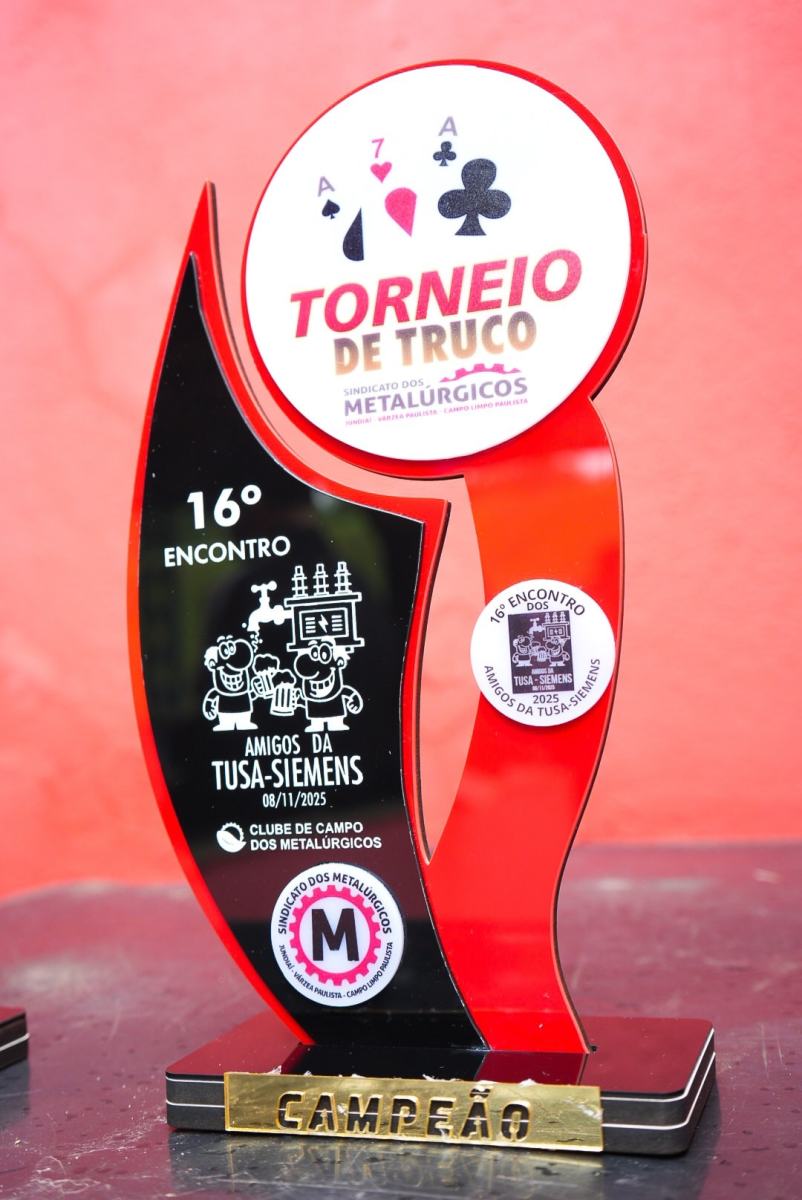 A
7
A
TORNEIO
DE TRUCO
SINDICATO DOS
METALÚRGICOS
JUNDIAÍ - VÁRZEA PAULISTA - CAMPO LIMPO PAULISTA
16º
ENCONTRO
AMIGOS DA
TUSA-SIEMENS
08/11/2025
CLUBE DE CAMPO
DOS METALÚRGICOS
SINDICATO DOS METALÚRGICOS
M
JUNDIAÍ - VÁRZEA PAULISTA - CAMPO LIMPO PAULISTA
16º ENCONTRO
DOS
AMIGOS DA
TUSA - SIEMENS
08/11/2025
2025
AMIGOS DA TUSA-SIEMENS
CAMPEÃO